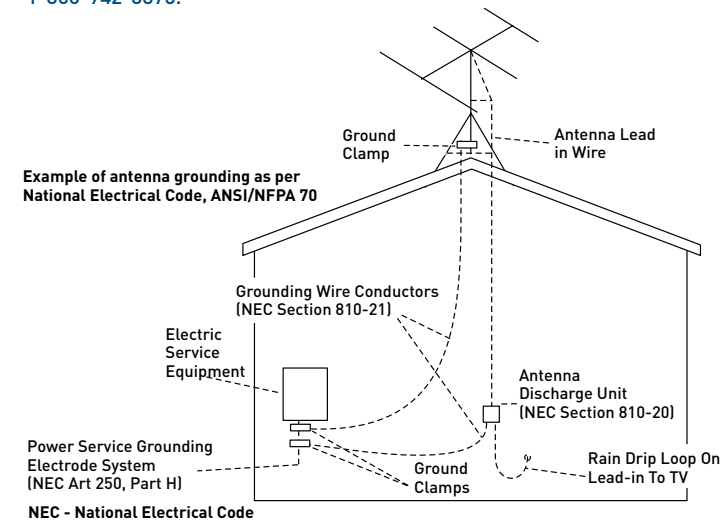 Ground
Clamp
Antenna Lead
in Wire
Example of antenna grounding as per
National Electrical Code, ANSI/NFPA 70
Grounding Wire Conductors
(NEC Section 810-21)
Electric
Service
Equipment
Antenna
Discharge Unit
(NEC Section 810-20)
Power Service Grounding
Electrode System
(NEC Art 250, Part H)
Ground
Clamps
Rain Drip Loop On
Lead-in To TV
NEC - National Electrical Code